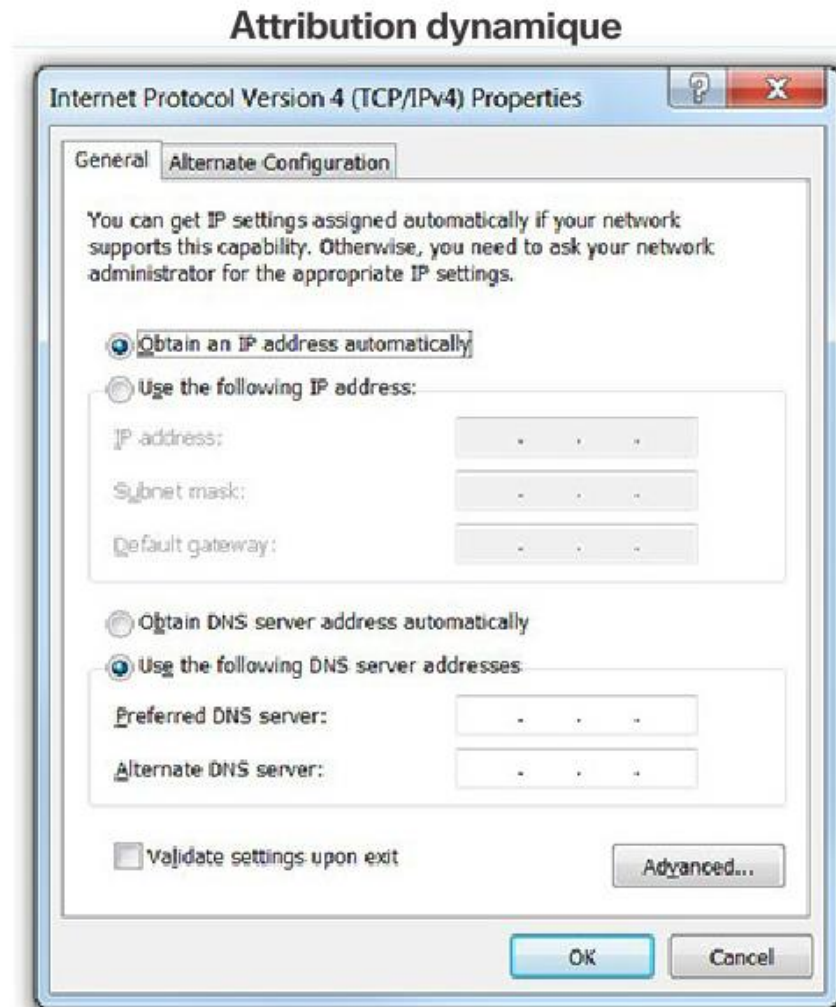 Attribution dynamique
Internet Protocol Version 4 (TCP/IPv4) Properties
General
Alternate Configuration
You can get IP settings assigned automatically if your network
supports this capability. Otherwise, you need to ask your network
administrator for the appropriate IP settings.
Obtain an IP address automatically
Use the following IP address:
IP address:
Subnet mask:
Default gateway:
Obtain DNS server address automatically
Use the following DNS server addresses
Preferred DNS server:
Alternate DNS server:
Validate settings upon exit
Advanced...
OK
Cancel